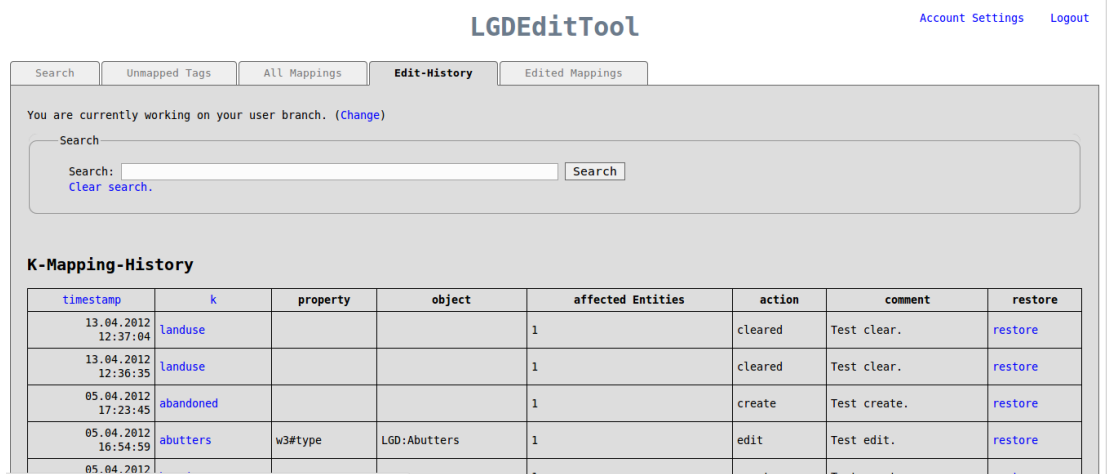 LGDEditTool
Account Settings Logout
Search Unmapped Tags All Mappings Edit-History Edited Mappings
You are currently working on your user branch. (Change)
Search
Search: Search
Clear search.
K-Mapping-History
timestamp k property object affected Entities action comment restore
13.04.2012
12:37:04 landuse 1 cleared Test clear. restore
13.04.2012
12:36:35 landuse 1 cleared Test clear. restore
05.04.2012
17:23:45 abandoned 1 create Test create. restore
05.04.2012
16:54:59 abutters w3#type LGD:Abutters 1 edit Test edit. restore
05.04.2012